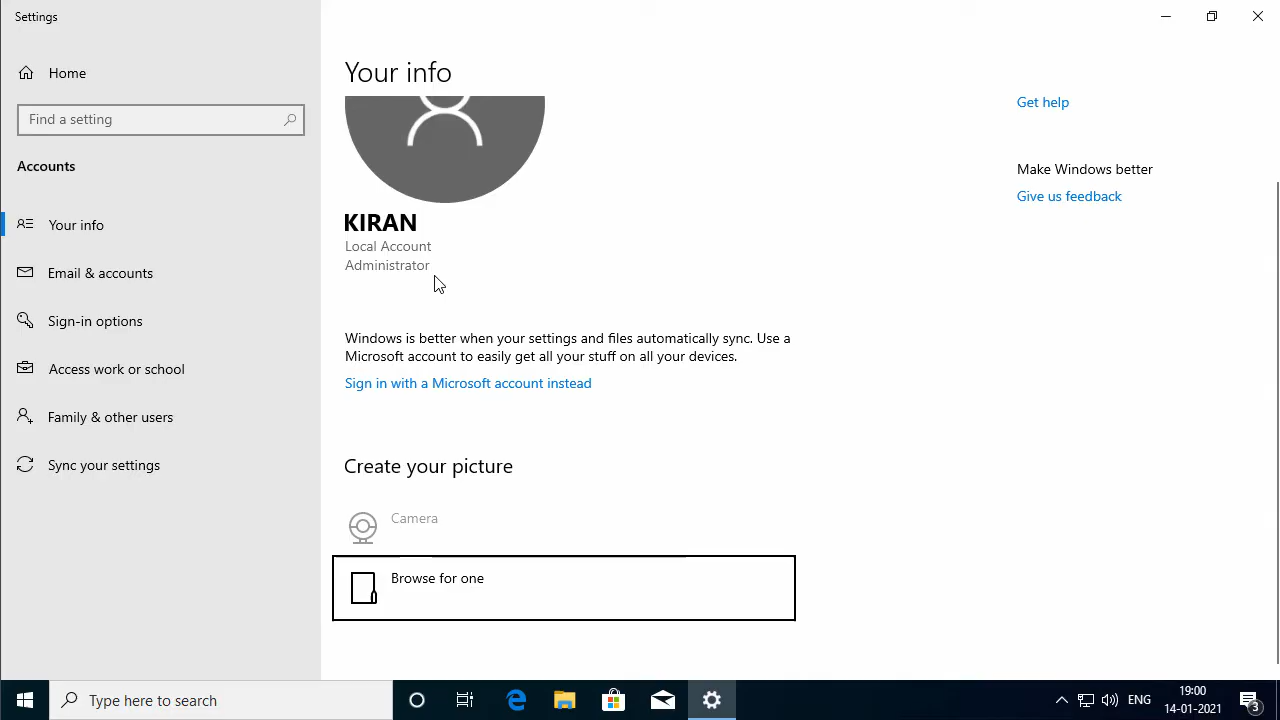 Settings
Home
Find a setting
Accounts
Your info
Email & accounts
Sign-in options
Access work or school
Family & other users
Sync your settings
Your info
KIRAN
Local Account
Administrator
Windows is better when your settings and files automatically sync. Use a
Microsoft account to easily get all your stuff on all your devices.
Sign in with a Microsoft account instead
Create your picture
Camera
Browse for one
Get help
Make Windows better
Give us feedback
Type here to search
ENG
19:00
14-01-2021
3